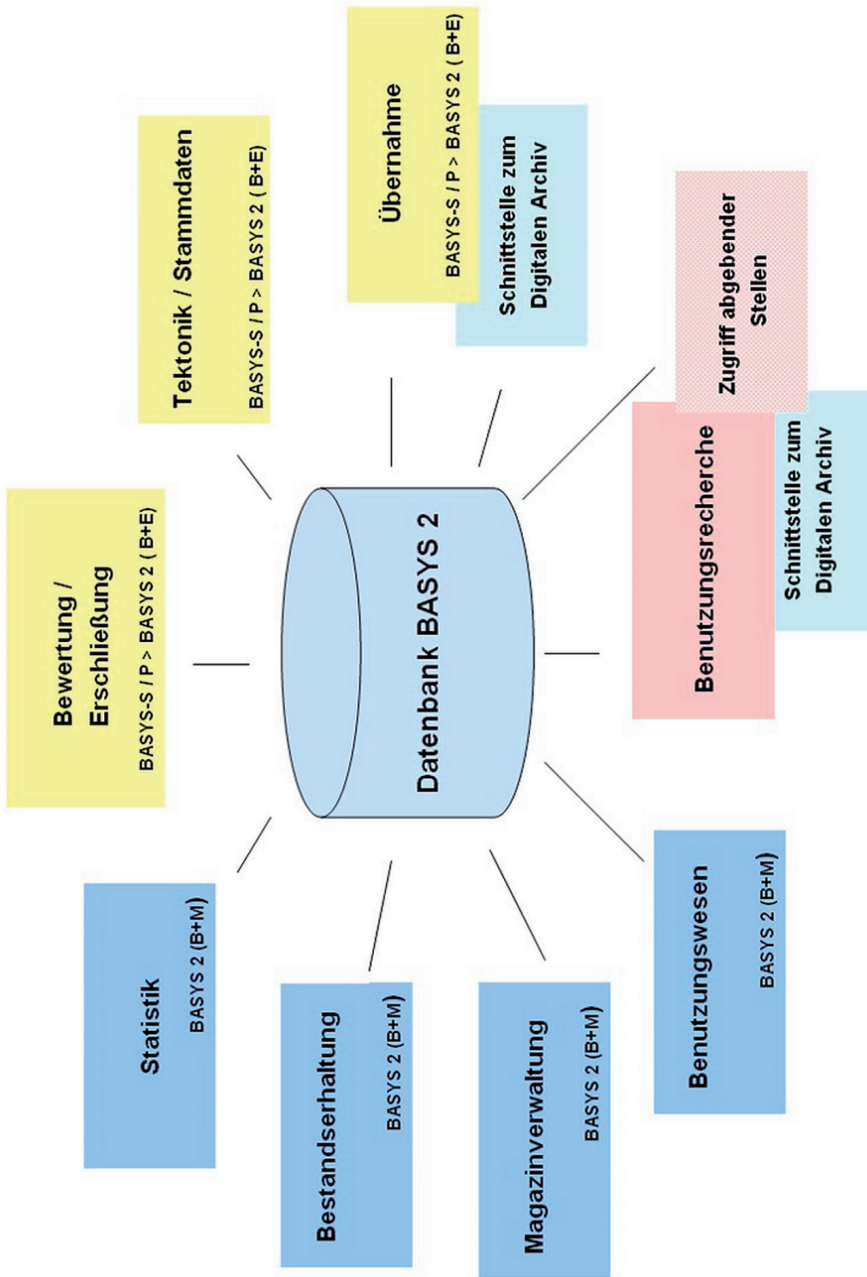 Bewertung /
Erschließung
BASYS-S / P > BASYS 2 ( B+E)
Statistik
BASYS 2 (B+M)
Tektonik / Stammdaten
BASYS-S / P > BASYS 2 ( B+E)
Bestandserhaltung
BASYS 2 (B+M)
Datenbank BASYS 2
Übernahme
BASYS-S / P > BASYS 2 ( B+E)
Schnittstelle zum
Digitalen Archiv
Magazinverwaltung
BASYS 2 (B+M)
Benutzungswesen
BASYS 2 (B+M)
Benutzungsrecherche
Zugriff abgebender
Stellen
Schnittstelle zum
Digitalen Archiv